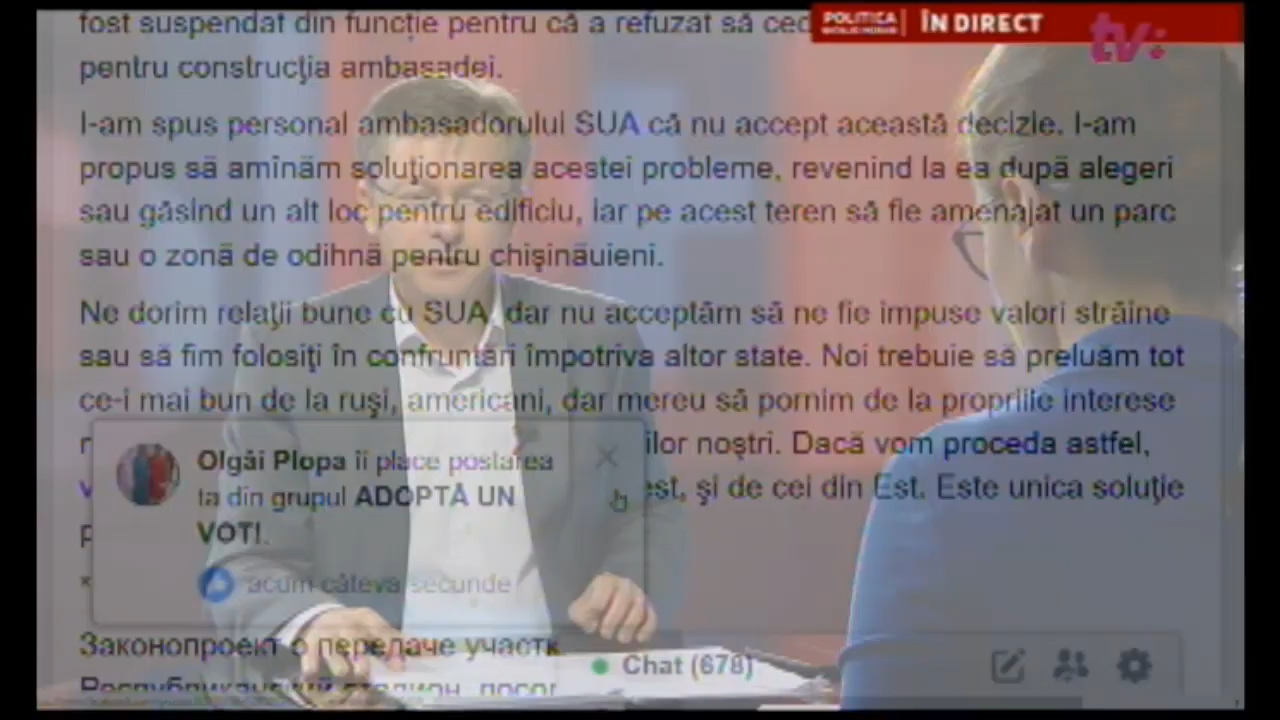 POLITICA
ÎN DIRECT
tv:
fost suspendat din funcție pentru că a refuzat să ced
pentru construcţia ambasadei.
I-am spus personal ambasadorului SUA că nu accept această decizie. I-am
propus să amînăm soluţionarea acestei probleme, revenind la ea după alegeri
sau găsind un alt loc pentru edificiu, iar pe acest teren să fie amenajat un parc
sau o zonă de odihnă pentru chişinăuieni.
Ne dorim relaţii bune cu SUA, dar nu acceptăm să ne fie impuse valori străine
sau să fim folosiţi în confruntări împotriva altor state. Noi trebuie să preluăm tot
ce-i mai bun de la ruşi, americani, dar mereu să pornim de la propriile interese
ilor noştri. Dacă vom proceda astfel,
est, şi de cei din Est. Este unica soluţie
Olgăi Plopa îi place postarea
ta din grupul ADOPTĂ UN
VOT!.
acum câteva secunde
Законопроект о передаче участк
Республиканский стадион, посол
Chat (678)